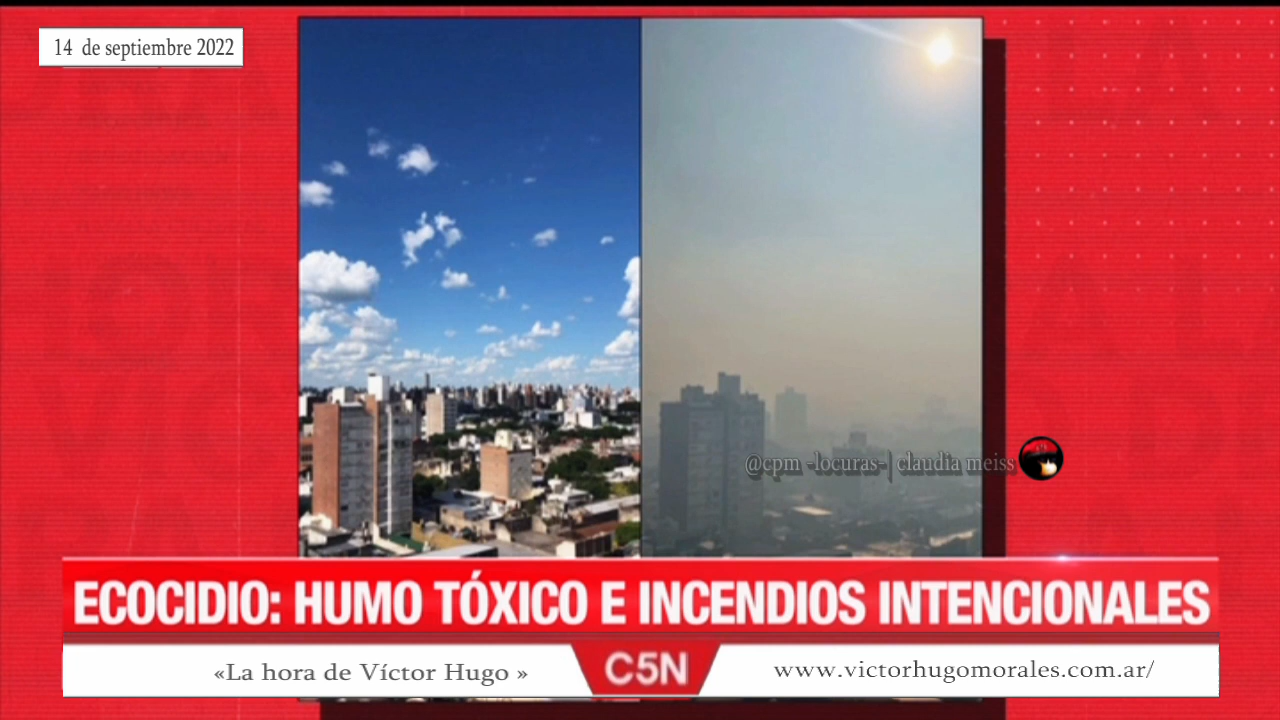 14 de septiembre 2022
@cpm -locuras-| claudia meiss
ECOCIDIO: HUMO TÓXICO E INCENDIOS INTENCIONALES
«La hora de Víctor Hugo »
C5N
www.victorhugomorales.com.ar/